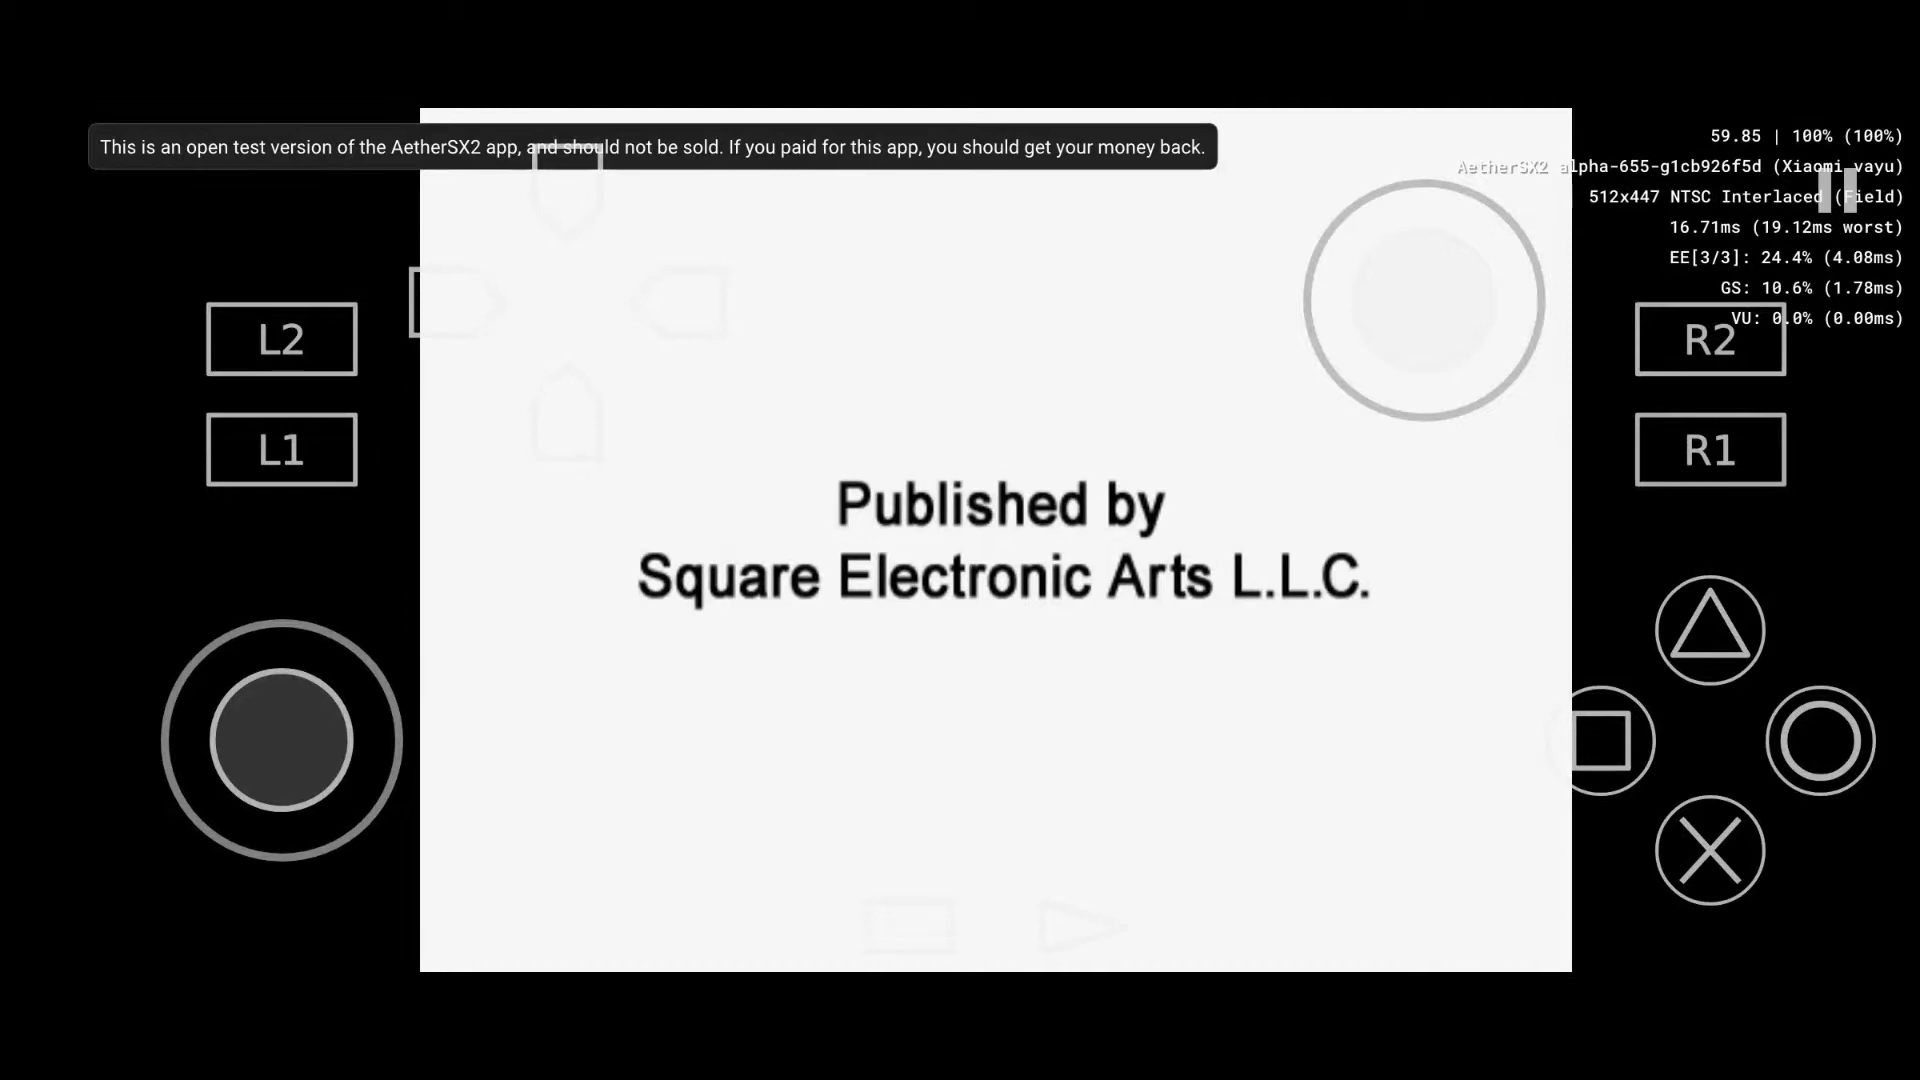 This is an open test version of the AetherSX2 app, and should not be sold. If you paid for this app, you should get your money back.
59.85 | 100% (100%)
AetherSX2 alpha-655-g1cb926f5d (Xiaomi vayu)
512x447 NTSC Interlaced (Field)
16.71ms (19.12ms worst)
EE[3/3]: 24.4% (4.08ms)
GS: 10.6% (1.78ms)
VU: 0.0% (0.00ms)
L2
R2
L1
R1
Published by
Square Electronic Arts L.L.C.